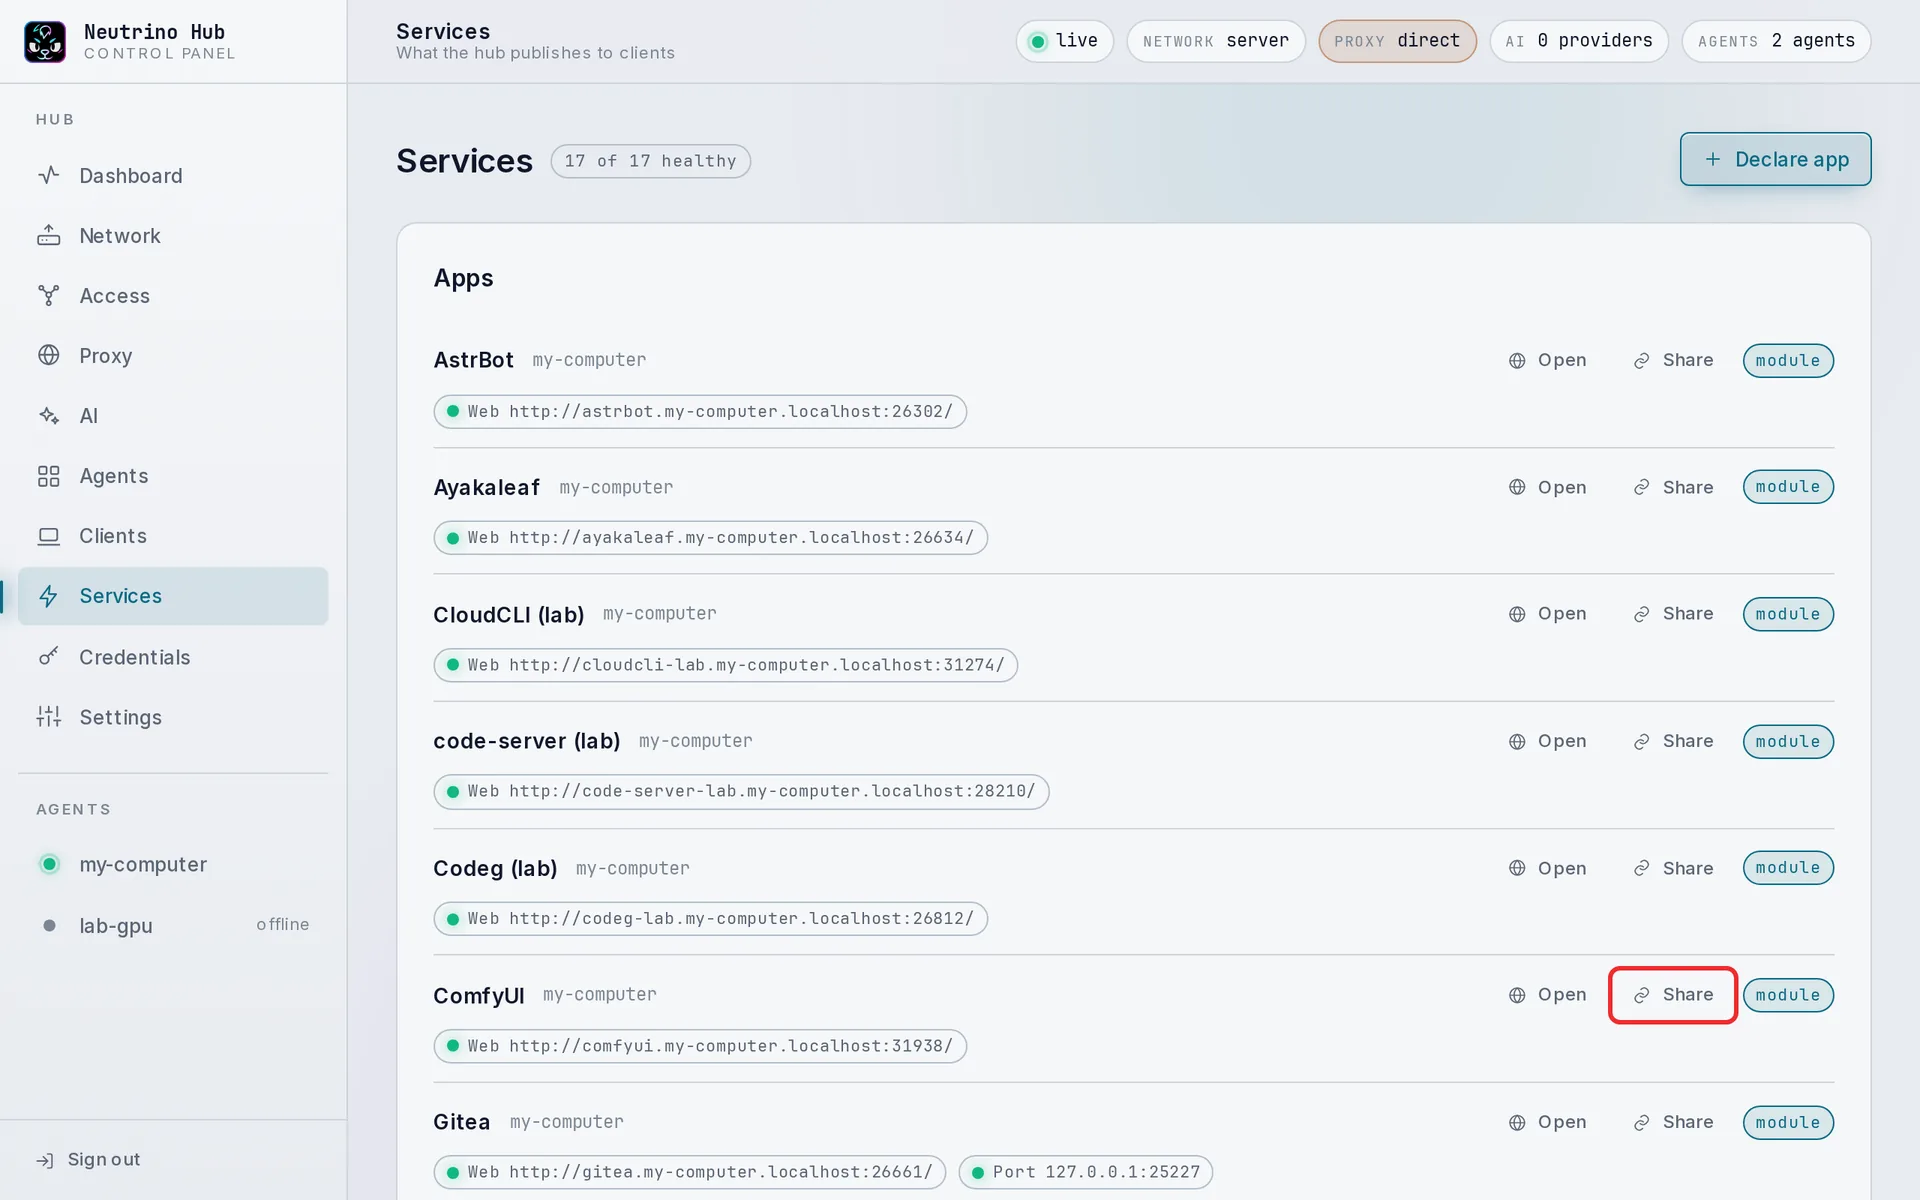 Neutrino Hub
CONTROL PANEL
Services
What the hub publishes to clients
live
NETWORK server
PROXY direct
AI 0 providers
AGENTS 2 agents
HUB
Dashboard
Network
Access
Proxy
AI
Agents
Clients
Services
Credentials
Settings
AGENTS
my-computer
lab-gpu offline
Sign out
Services 17 of 17 healthy
+ Declare app
Apps
AstrBot my-computer Open Share module
Web http://astrbot.my-computer.localhost:26302/
Ayakaleaf my-computer Open Share module
Web http://ayakaleaf.my-computer.localhost:26634/
CloudCLI (lab) my-computer Open Share module
Web http://cloudcli-lab.my-computer.localhost:31274/
code-server (lab) my-computer Open Share module
Web http://code-server-lab.my-computer.localhost:28210/
Codeg (lab) my-computer Open Share module
Web http://codeg-lab.my-computer.localhost:26812/
ComfyUI my-computer Open Share module
Web http://comfyui.my-computer.localhost:31938/
Gitea my-computer Open Share module
Web http://gitea.my-computer.localhost:26661/ Port 127.0.0.1:25227